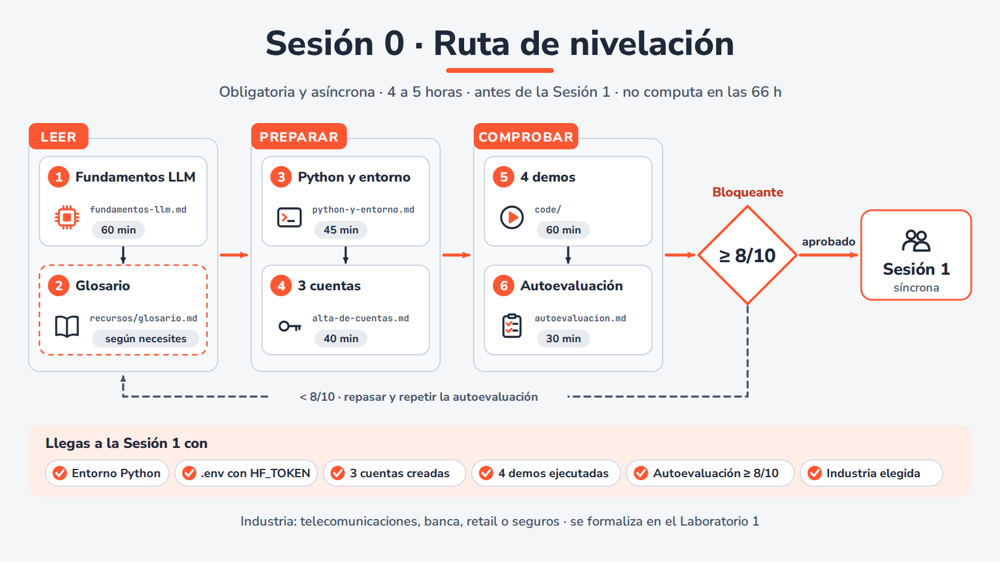 Sesión 0 · Ruta de nivelación
Obligatoria y asíncrona · 4 a 5 horas · antes de la Sesión 1 · no computa en las 66 h
LEER
1 Fundamentos LLM
fundamentos-llm.md
60 min
2 Glosario
recursos/glosario.md
según necesites
PREPARAR
3 Python y entorno
python-y-entorno.md
45 min
4 3 cuentas
alta-de-cuentas.md
40 min
COMPROBAR
5 4 demos
code/
60 min
6 Autoevaluación
autoevaluacion.md
30 min
Bloqueante
≥ 8/10
aprobado
Sesión 1
síncrona
< 8/10 · repasar y repetir la autoevaluación
Llegas a la Sesión 1 con
Entorno Python
.env con HF_TOKEN
3 cuentas creadas
4 demos ejecutadas
Autoevaluación ≥ 8/10
Industria elegida
Industria: telecomunicaciones, banca, retail o seguros · se formaliza en el Laboratorio 1